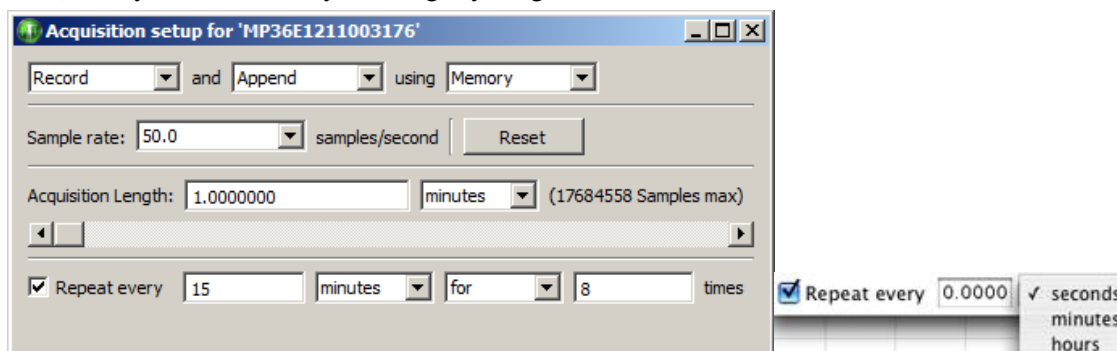 Acquisition setup for 'MP36E1211003176'
Record and Append using Memory
Sample rate: 50.0 samples/second Reset
Acquisition Length: 1.0000000 minutes (17684558 Samples max)
Repeat every 15 minutes for 8 times
Repeat every 0.0000 seconds
minutes
hours